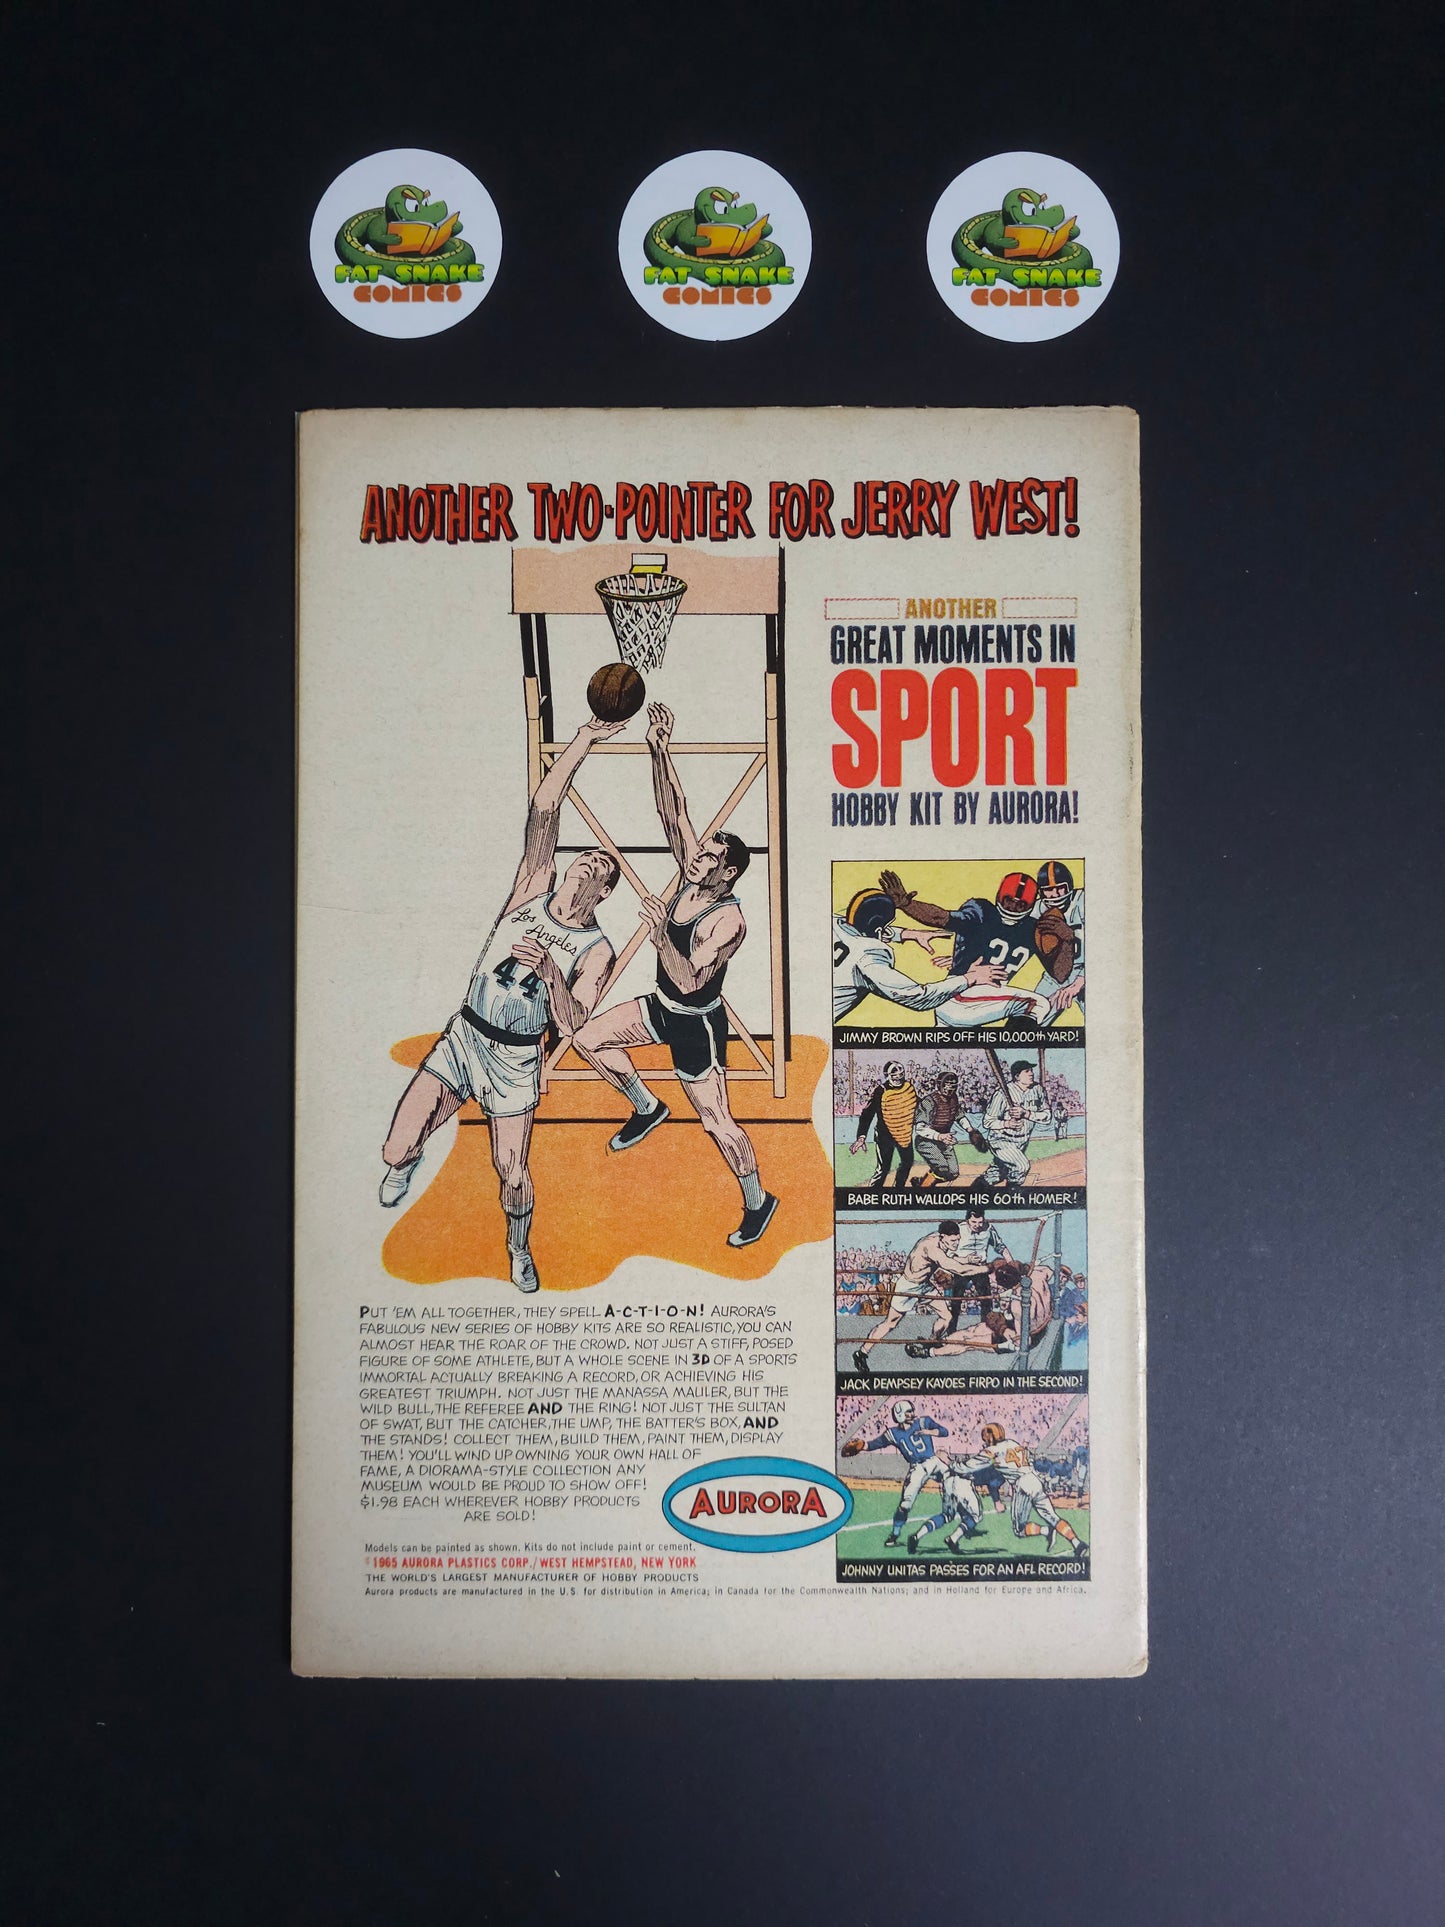 FAT SNAKE
COMICS
FAT SNAKE
COMICS
FAT SNAKE
COMICS
ANOTHER TWO-POINTER FOR JERRY WEST!
ANOTHER
GREAT MOMENTS IN
SPORT
HOBBY KIT BY AURORA!
Los
Angeles
44
32
JIMMY BROWN RIPS OFF HIS 10,000th YARD!
BABE RUTH WALLOPS HIS 60th HOMER!
JACK DEMPSEY KAYOES FIRPO IN THE SECOND!
19
JOHNNY UNITAS PASSES FOR AN AFL RECORD!
PUT 'EM ALL TOGETHER, THEY SPELL A-C-T-I-O-N! AURORA'S
FABULOUS NEW SERIES OF HOBBY KITS ARE SO REALISTIC, YOU CAN
ALMOST HEAR THE ROAR OF THE CROWD. NOT JUST A STIFF, POSED
FIGURE OF SOME ATHLETE, BUT A WHOLE SCENE IN 3D OF A SPORTS
IMMORTAL ACTUALLY BREAKING A RECORD, OR ACHIEVING HIS
GREATEST TRIUMPH. NOT JUST THE MANASSA MAULER, BUT THE
WILD BULL, THE REFEREE AND THE RING! NOT JUST THE SULTAN
OF SWAT, BUT THE CATCHER, THE UMP, THE BATTER'S BOX, AND
THE STANDS! COLLECT THEM, BUILD THEM, PAINT THEM, DISPLAY
THEM! YOU'LL WIND UP OWNING YOUR OWN HALL OF
FAME, A DIORAMA-STYLE COLLECTION ANY
MUSEUM WOULD BE PROUD TO SHOW OFF!
$1.98 EACH WHEREVER HOBBY PRODUCTS
ARE SOLD!
AURORA
Models can be painted as shown. Kits do not include paint or cement.
©1965 AURORA PLASTICS CORP./WEST HEMPSTEAD, NEW YORK
THE WORLD'S LARGEST MANUFACTURER OF HOBBY PRODUCTS
Aurora products are manufactured in the U.S. for distribution in America; in Canada for the Commonwealth Nations; and in Holland for Europe and Africa.